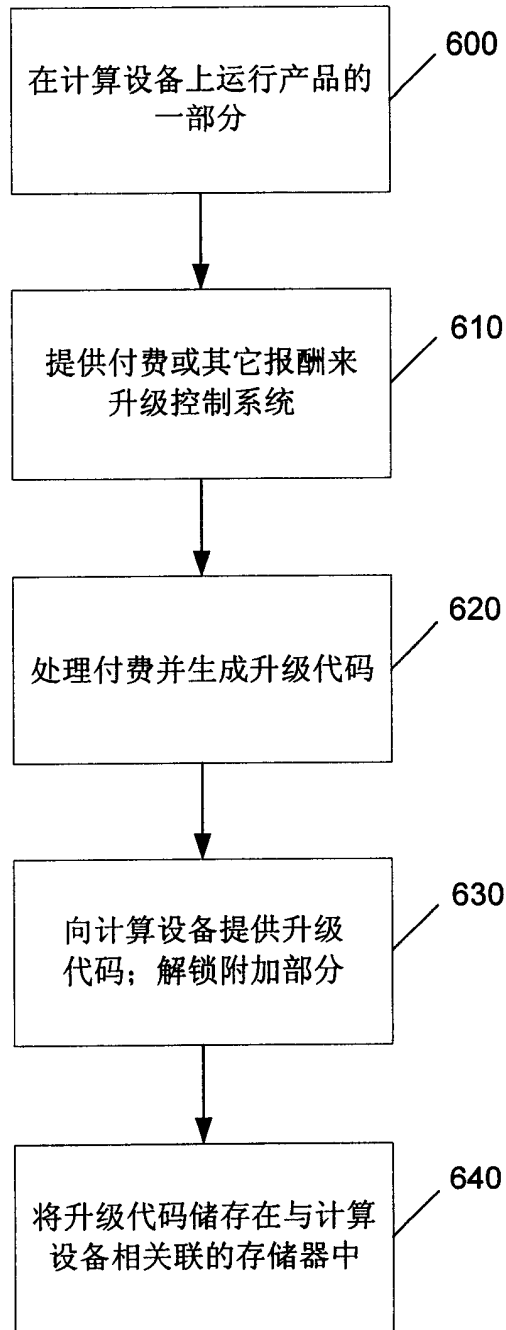 600
在计算设备上运行产品的
一部分
610
提供付费或其它报酬来
升级控制系统
620
处理付费并生成升级代码
630
向计算设备提供升级
代码；解锁附加部分
640
将升级代码储存在与计算
设备相关联的存储器中